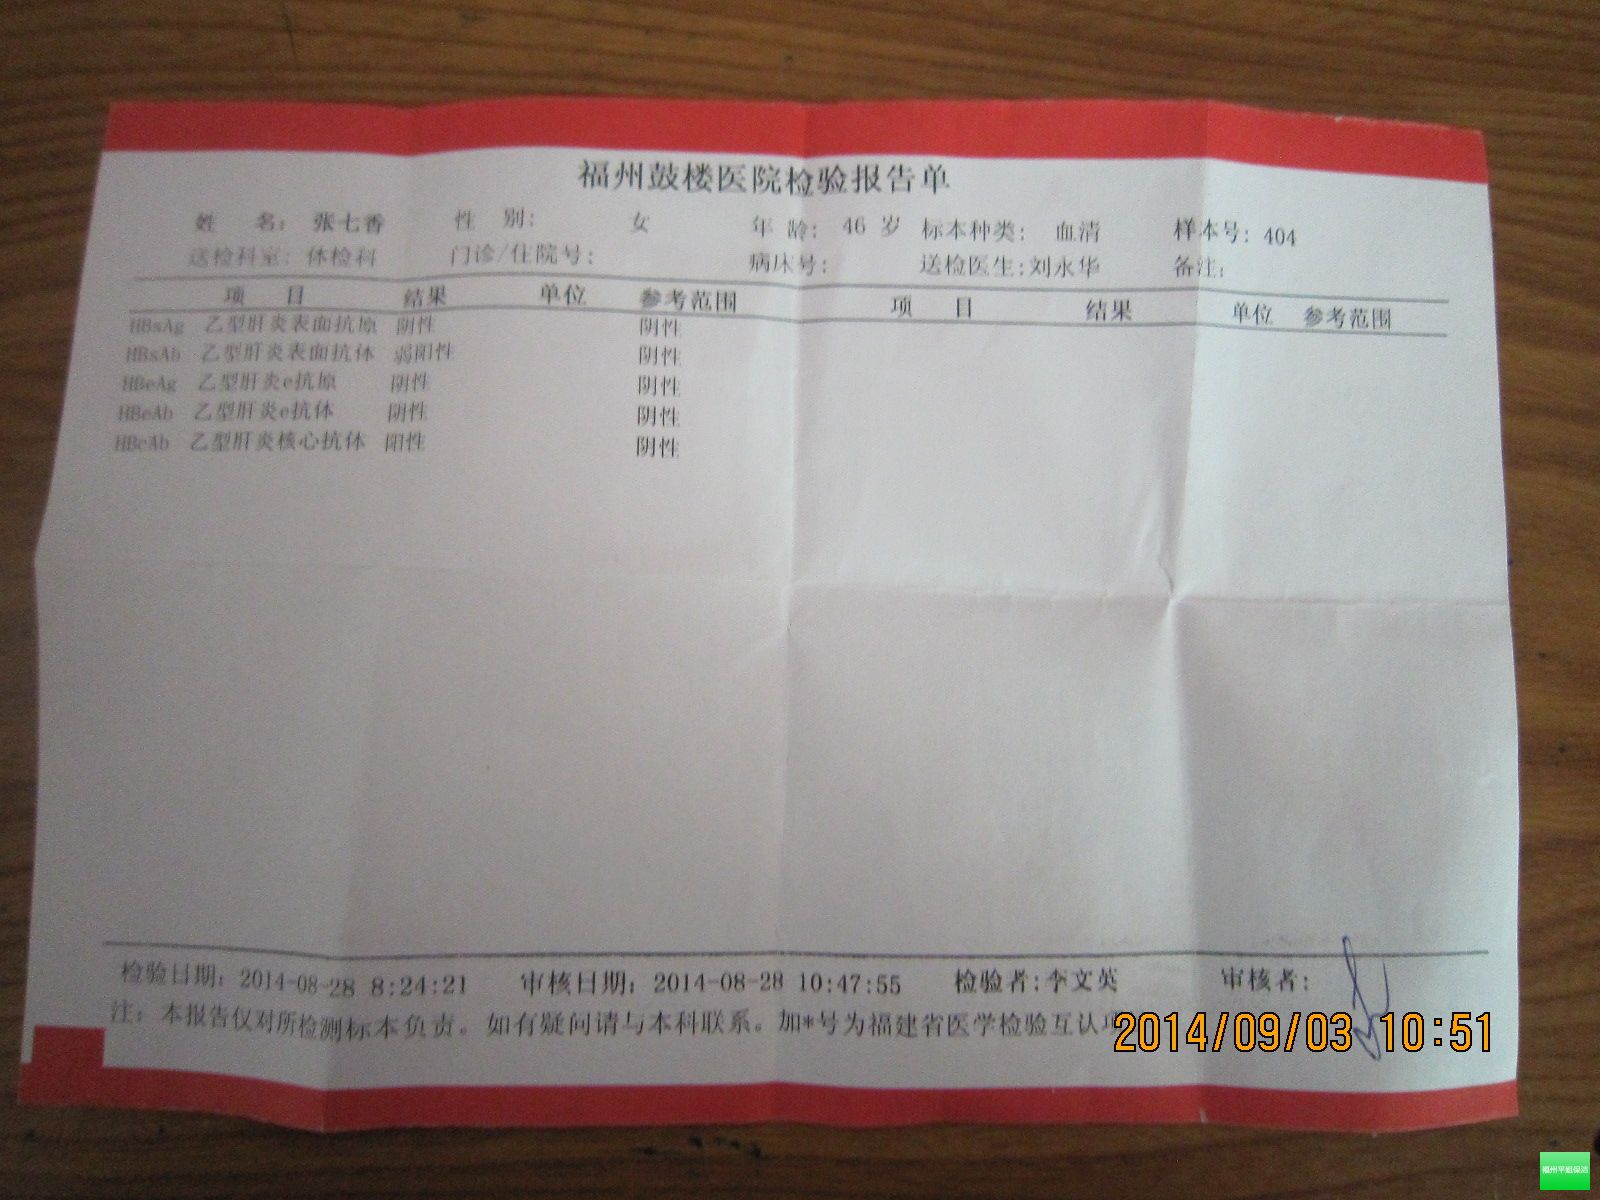 福州鼓楼医院检验报告单
姓 名: 张七香 性 别: 女 年 龄: 46 岁 标本种类: 血清 样本号: 404
送检科室: 体检科 门诊/住院号: 病床号: 送检医生:刘永华 备注:
项 目 结果 单位 参考范围 项 目 结果 单位 参考范围
HBsAg 乙型肝炎表面抗原 阴性 阴性
HBsAb 乙型肝炎表面抗体 弱阳性 阴性
HBeAg 乙型肝炎e抗原 阴性 阴性
HBeAb 乙型肝炎e抗体 阴性 阴性
HBcAb 乙型肝炎核心抗体 阳性 阴性
检验日期: 2014-08-28 8:24:21 审核日期: 2014-08-28 10:47:55 检验者:李文英 审核者:
注: 本报告仅对所检测标本负责。如有疑问请与本科联系。加*号为福建省医学检验互认项
2014/09/03 10:51
福州平姐保洁